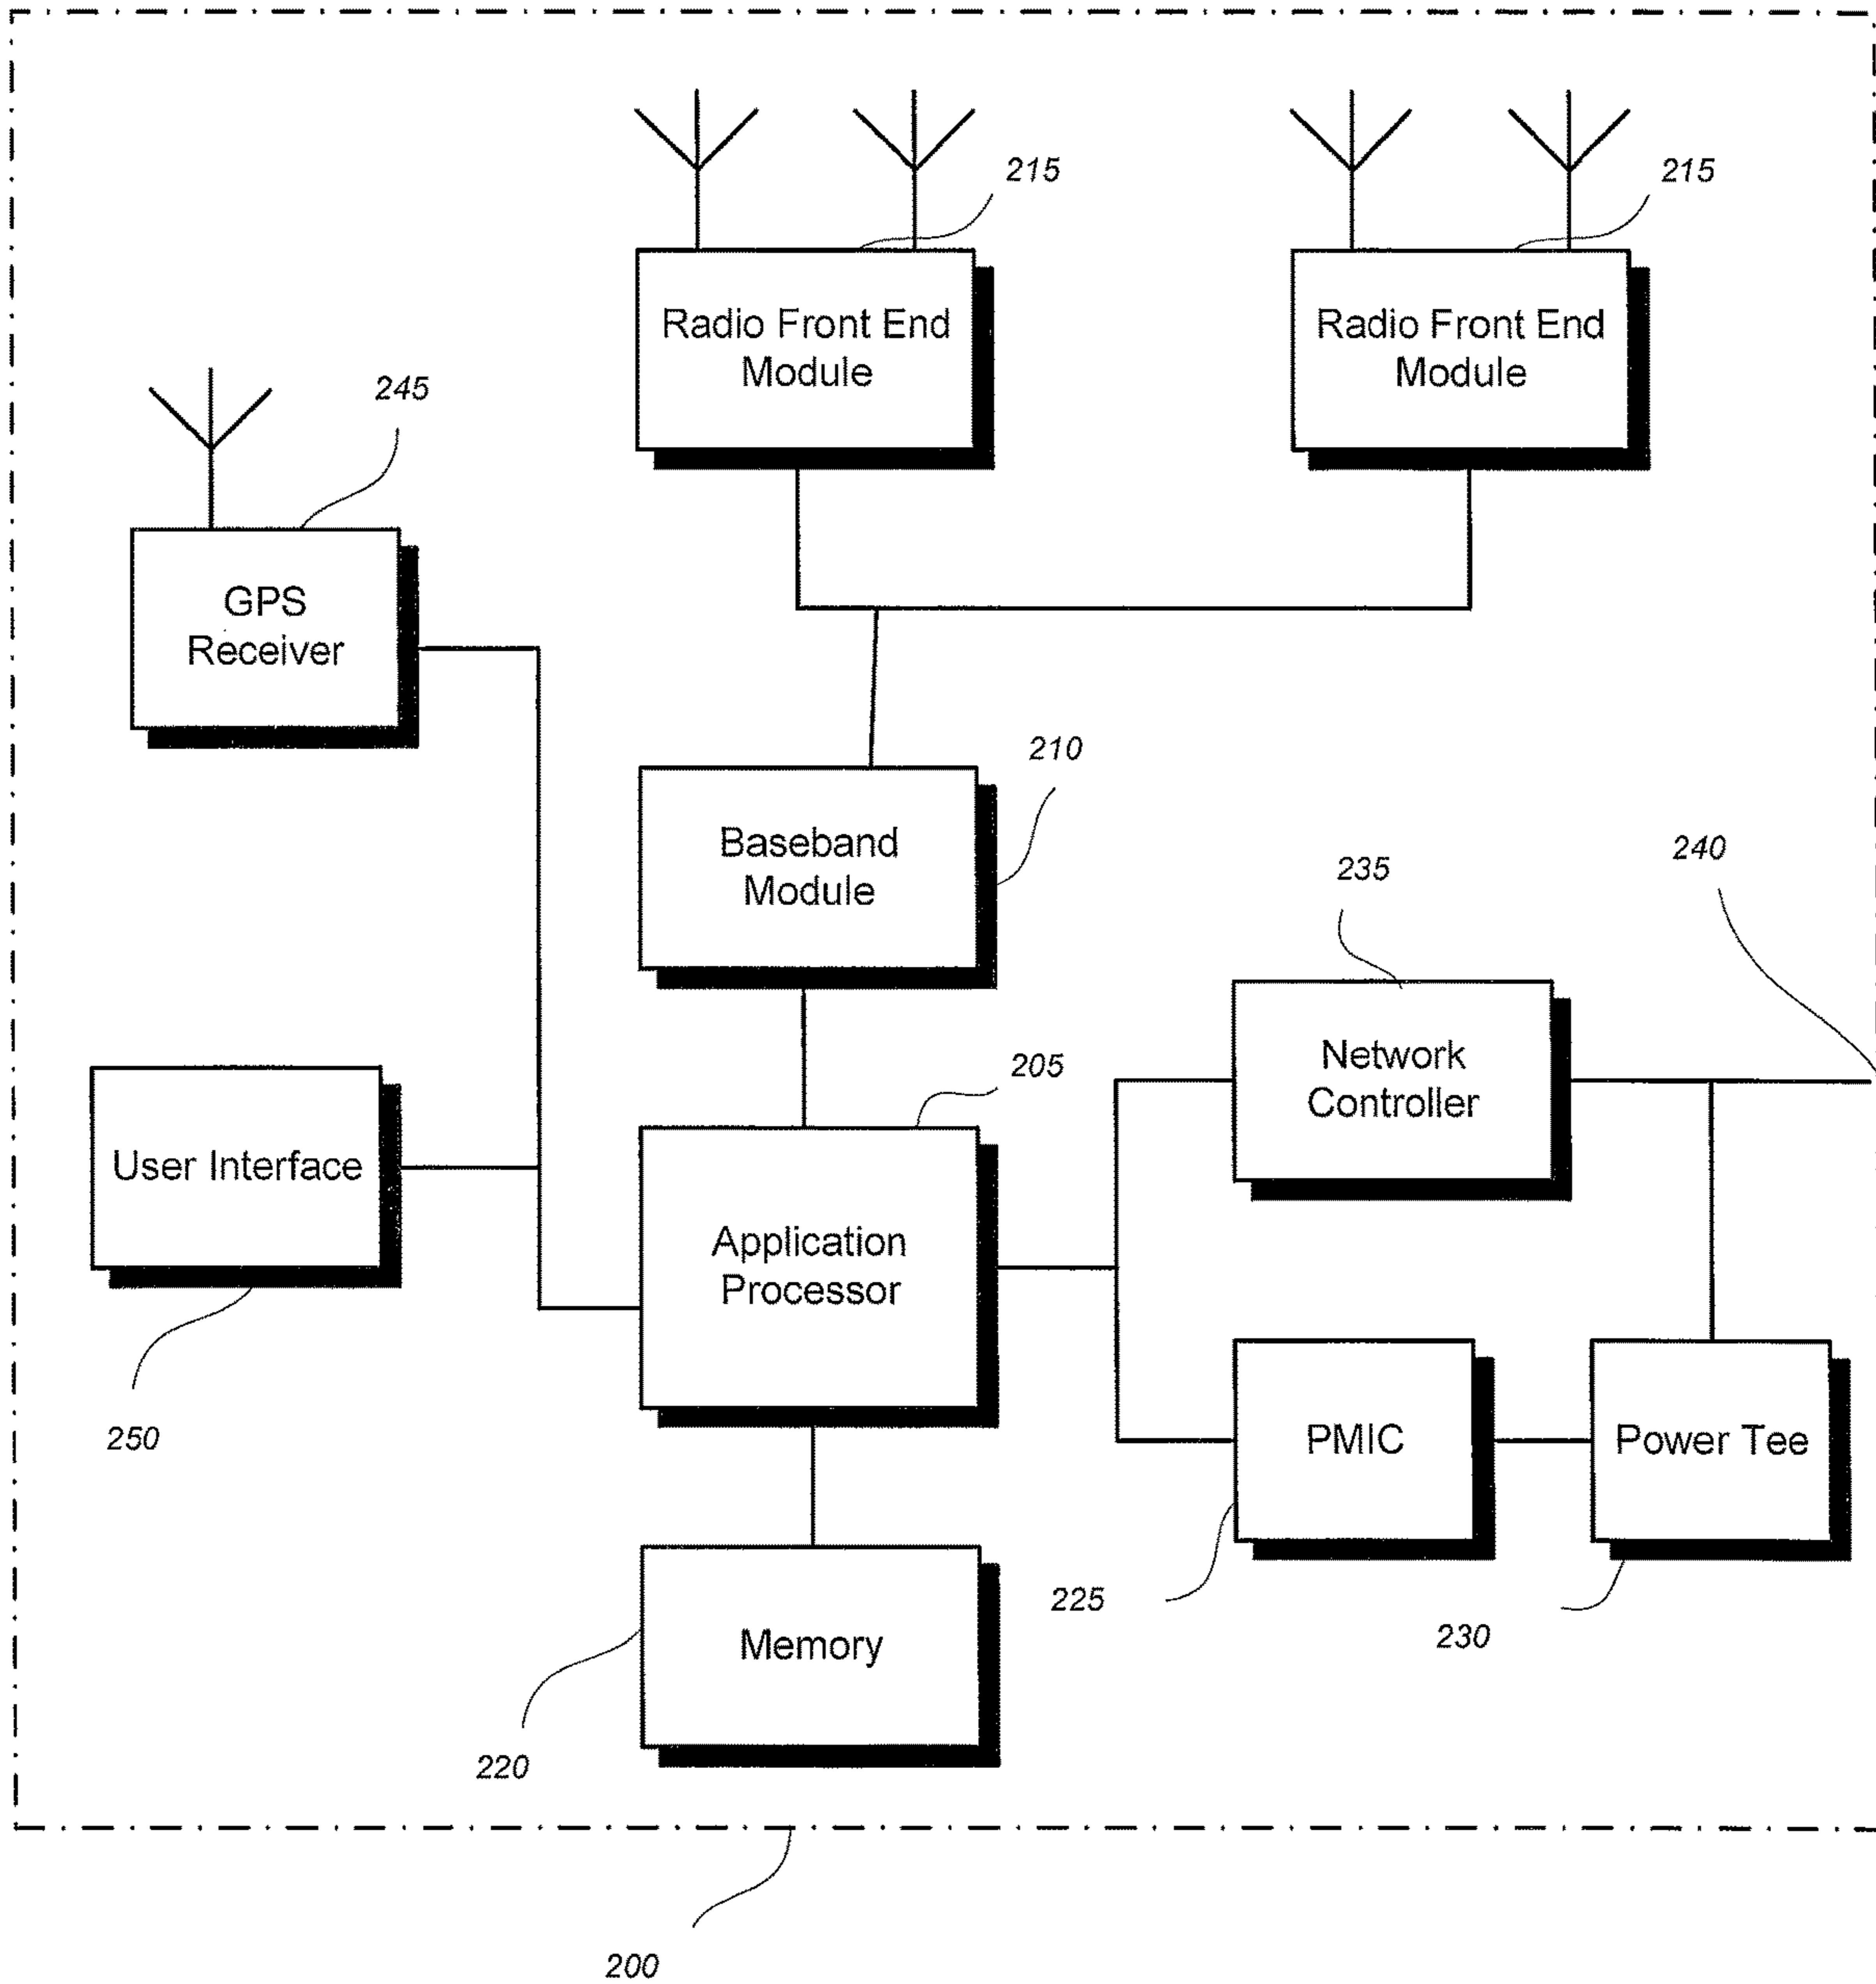 215
215
Radio Front End
Module
Radio Front End
Module
245
GPS
Receiver
210
Baseband
Module
235
240
Network
Controller
205
User Interface
Application
Processor
250
PMIC
Power Tee
225
230
Memory
220
200